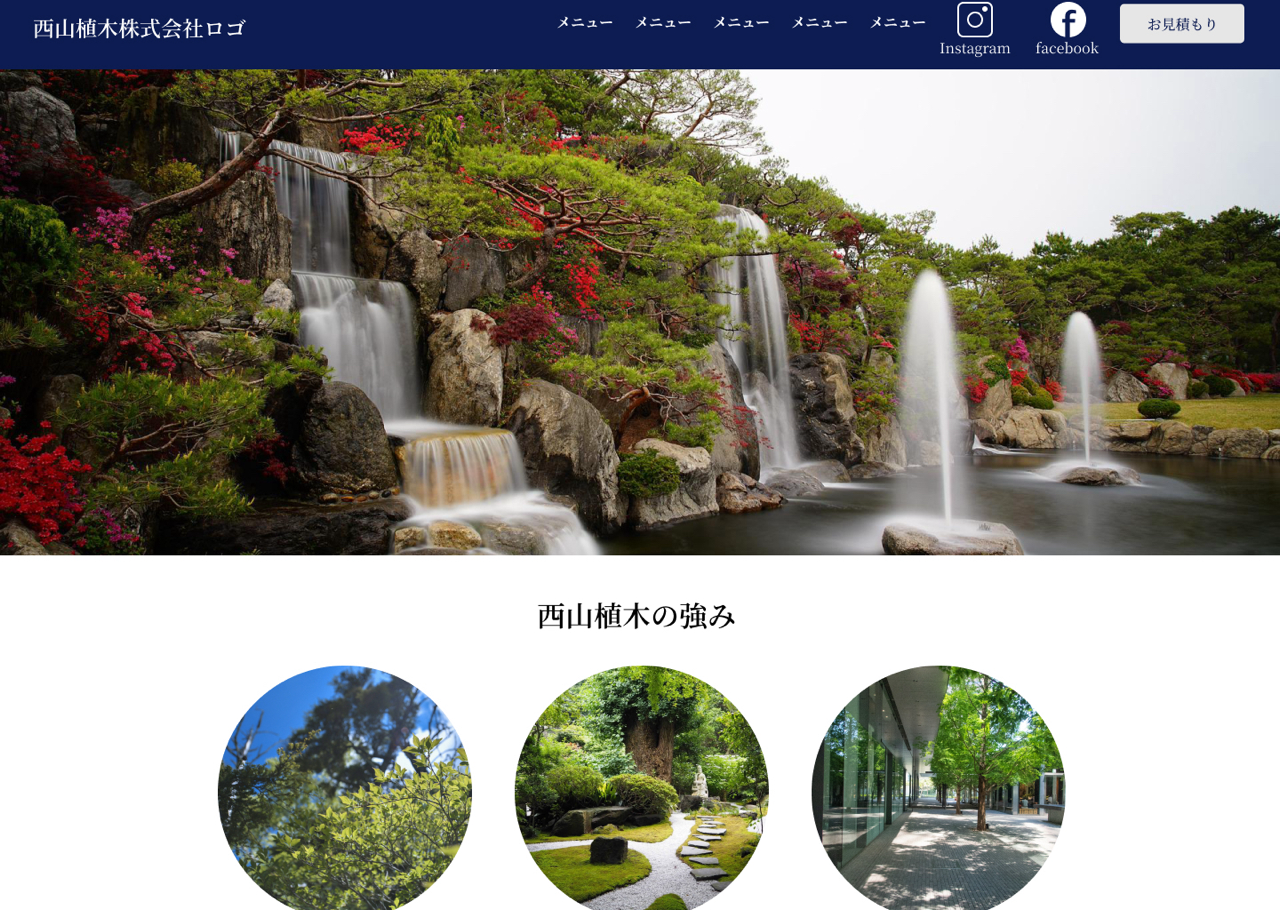 西山植木株式会社ロゴ
メニュー メニュー メニュー メニュー メニュー
Instagram
facebook
お見積もり
西山植木の強み